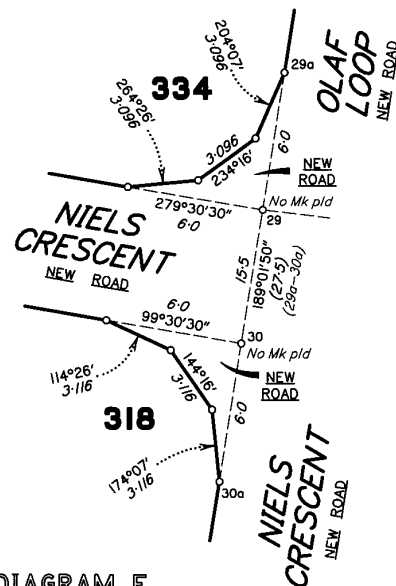 204°07'
3·096
OLAF
LOOP
NEW ROAD
29a
264°26'
3·096
334
3·096
234°16'
6·0
NEW
ROAD
No Mk pld
29
279°30'30"
6·0
NIELS
CRESCENT
NEW ROAD
15·5
189°01'50"
(27·5)
(29a-30a)
6·0
99°30'30"
30
No Mk pld
NEW
ROAD
114°26'
3·116
144°16'
3·116
6·0
318
174°07'
3·116
30a
NIELS
CRESCENT
NEW ROAD
DIAGRAM F